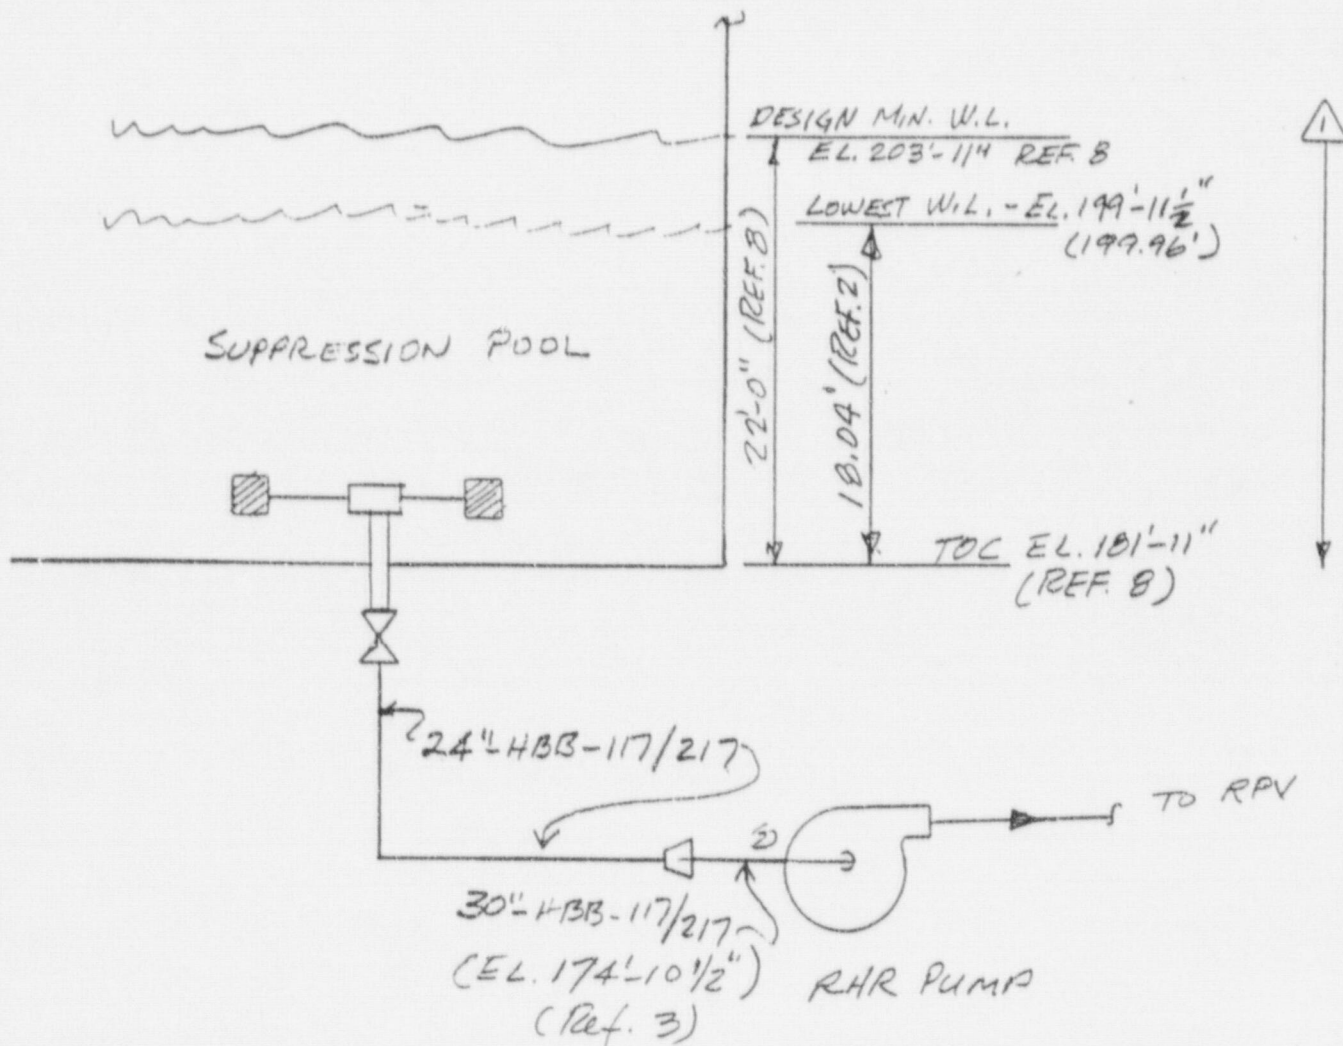 DESIGN MIN. W.L.
EL. 203'-11" REF. 8
1
LOWEST W.L. - EL. 199'-11½"
(199.96')
22'-0" (REF. 8)
18.04' (REF. 2)
SUPPRESSION POOL
TOC EL. 181'-11"
(REF. 8)
24"-HBB-117/217
TO RPV
30"-HBB-117/217
(EL. 174'-10 1/2")
(Ref. 3)
RHR PUMP